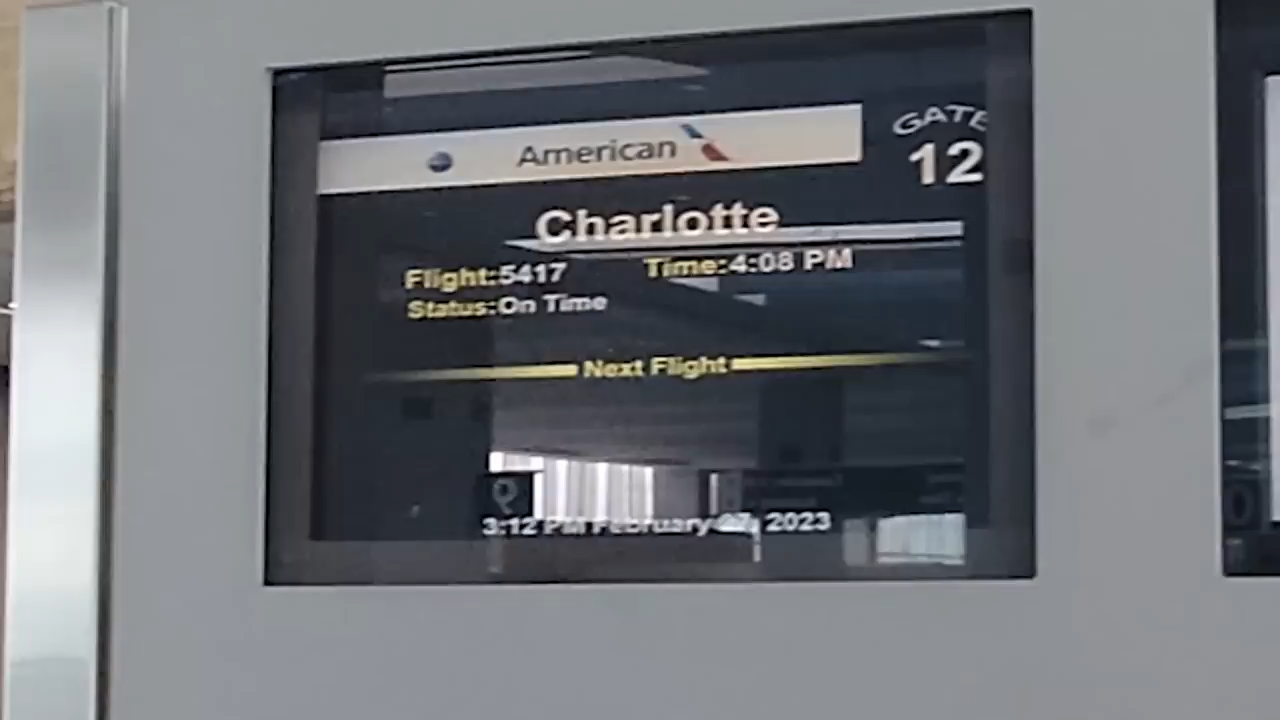 American
GATE
12
Charlotte
Flight:5417 Time:4:08 PM
Status:On Time
Next Flight
3:12 PM February 27, 2023